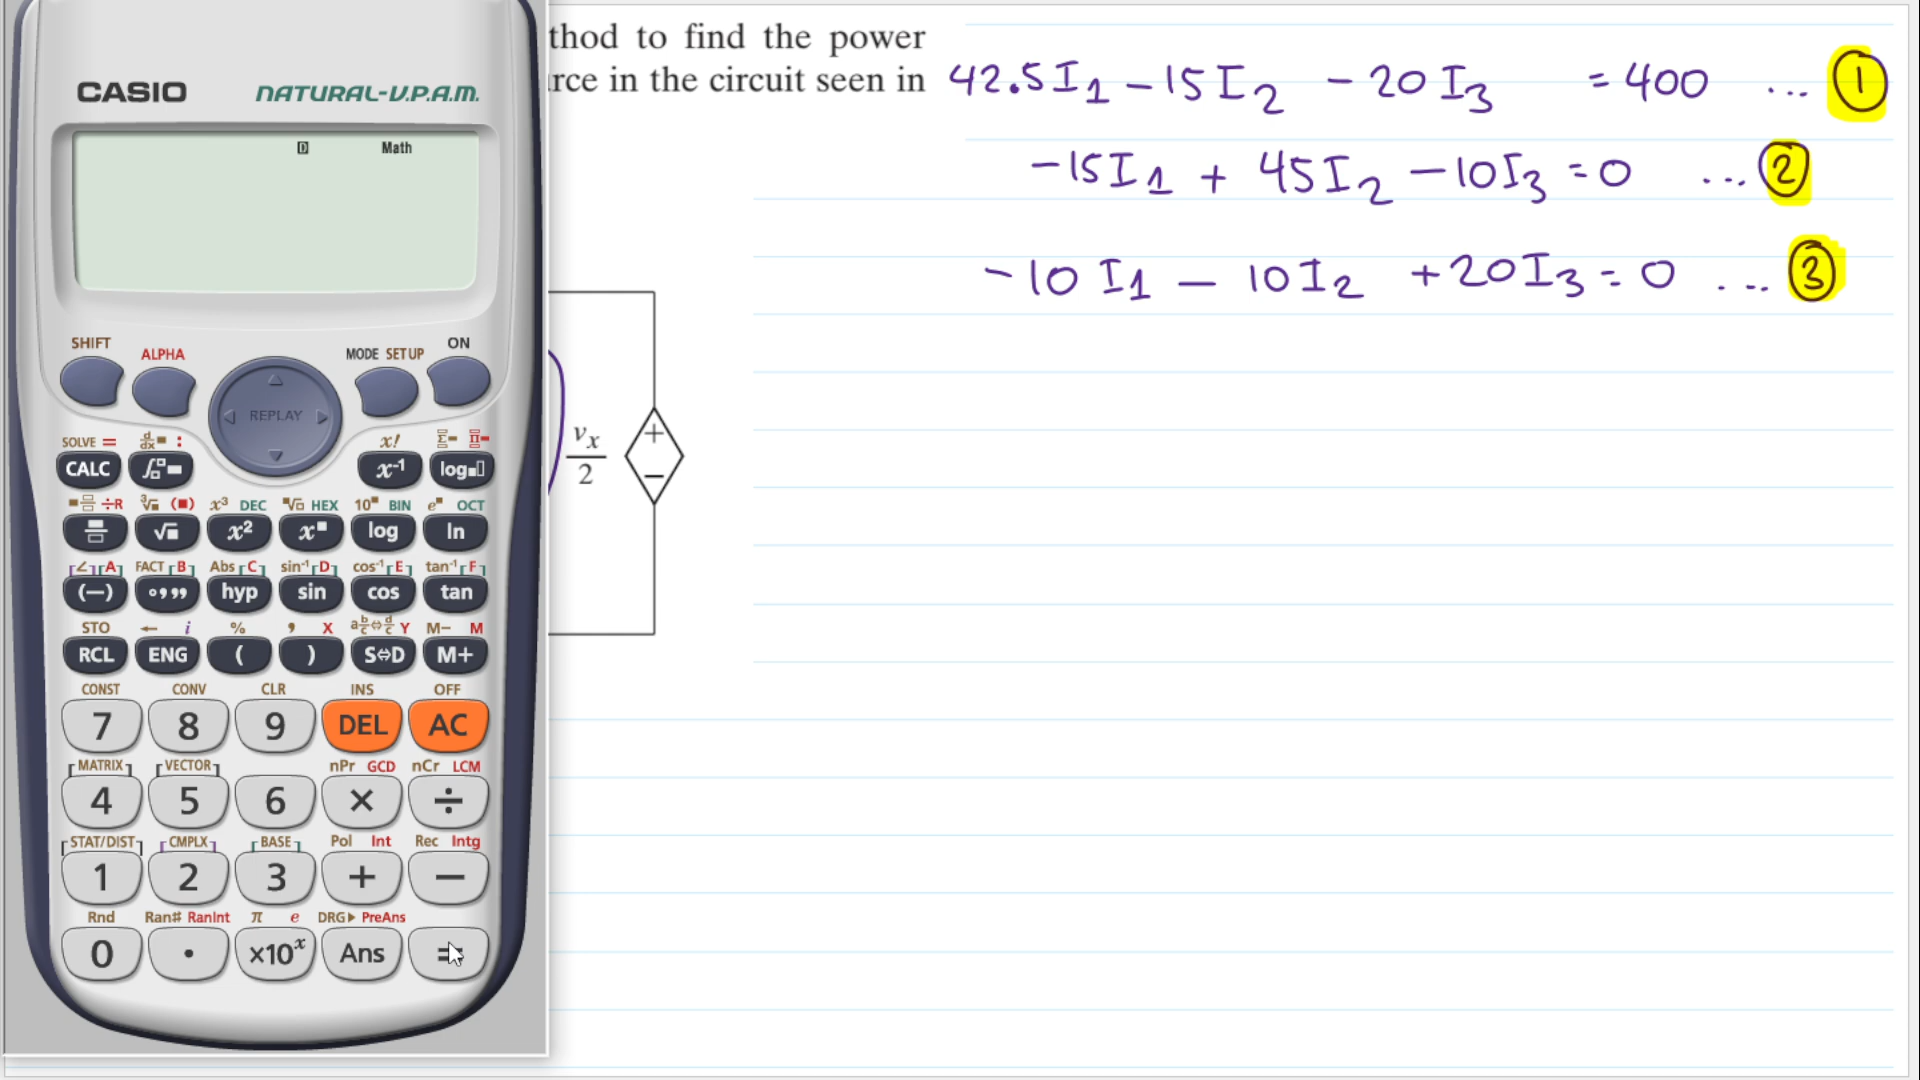 CASIO NATURAL-V.P.A.M.
D Math
SHIFT ALPHA MODE SETUP ON
REPLAY
SOLVE = d/dx■ : x! Σ▪ Π▪
CALC ∫▪ x⁻¹ log▪□
÷R ³√ (■) x³ DEC ■√□ HEX 10■ BIN e■ OCT
√■ x² x■ log ln
∠ A FACT B Abs C sin⁻¹ D cos⁻¹ E tan⁻¹ F
(−) °,,, hyp sin cos tan
STO ← i % , X a b/c⇔d/c Y M− M
RCL ENG ( ) S⇔D M+
CONST CONV CLR INS OFF
7 8 9 DEL AC
MATRIX VECTOR nPr GCD nCr LCM
4 5 6 × ÷
STAT/DIST CMPLX BASE Pol Int Rec Intg
1 2 3 + −
Rnd Ran# RanInt π e DRG▶ PreAns
0 • ×10ˣ Ans =
thod to find the power
rce in the circuit seen in
vₓ/2
+
−
42.5I₁ − 15I₂ − 20I₃ = 400 ... ①
−15I₁ + 45I₂ − 10I₃ = 0 ... ②
−10I₁ − 10I₂ + 20I₃ = 0 ... ③